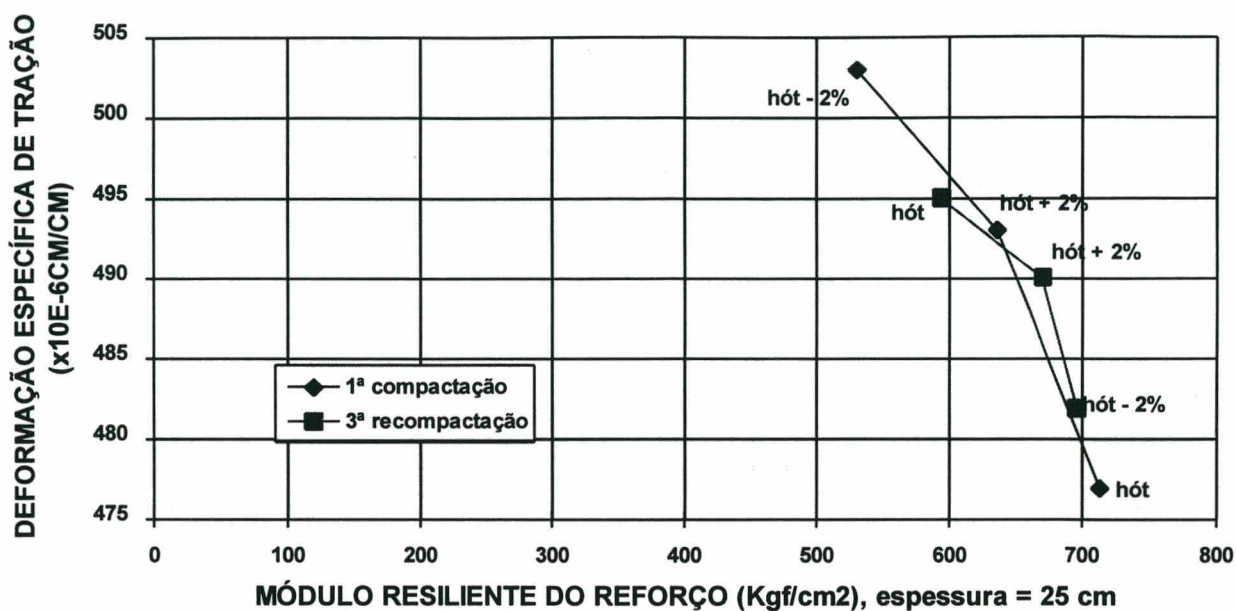 DEFORMAÇÃO ESPECÍFICA DE TRAÇÃO
(x10E-6CM/CM)
505
500
495
490
485
480
475
hót - 2%
hót + 2%
hót
hót + 2%
hót - 2%
hót
1ª compactação
3ª recompactação
0 100 200 300 400 500 600 700 800
MÓDULO RESILIENTE DO REFORÇO (Kgf/cm2), espessura = 25 cm